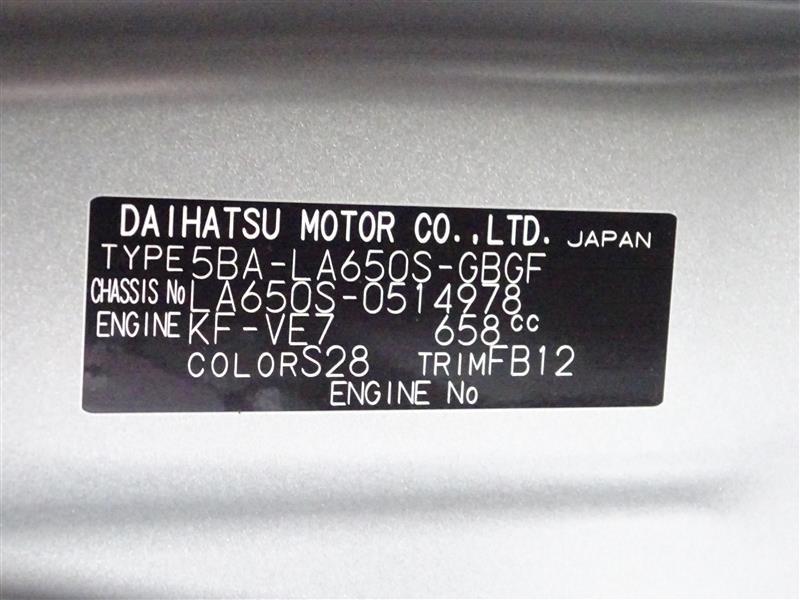 DAIHATSU MOTOR CO.,LTD. JAPAN
TYPE 5BA-LA650S-GBGF
CHASSIS No LA650S-0514978
ENGINE KF-VE7 658cc
COLOR S28 TRIM FB12
ENGINE No